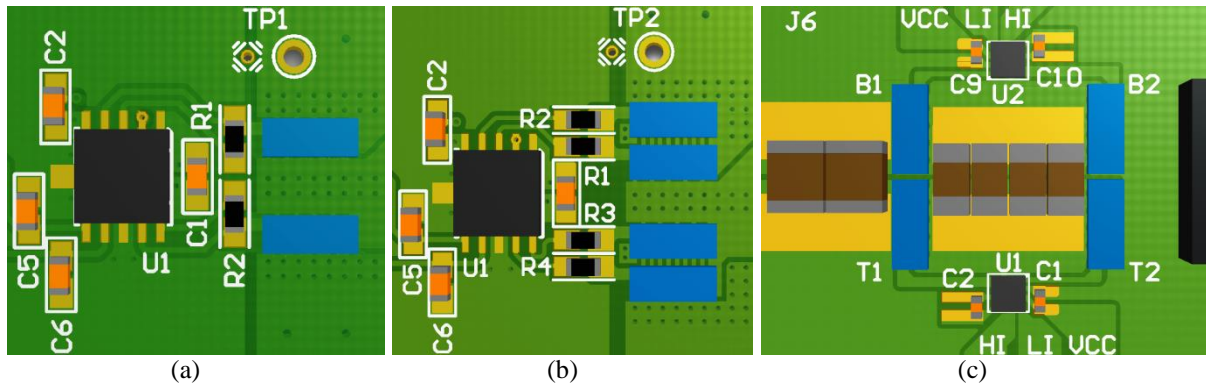 TP1
C2
R1
C5
C1
U1
R2
C6
(a)
TP2
C2
R2
R1
R3
C5
U1
R4
C6
(b)
J6
VCC LI HI
C9
C10
U2
B1
B2
T1
U1
T2
C2
C1
HI LI VCC
(c)